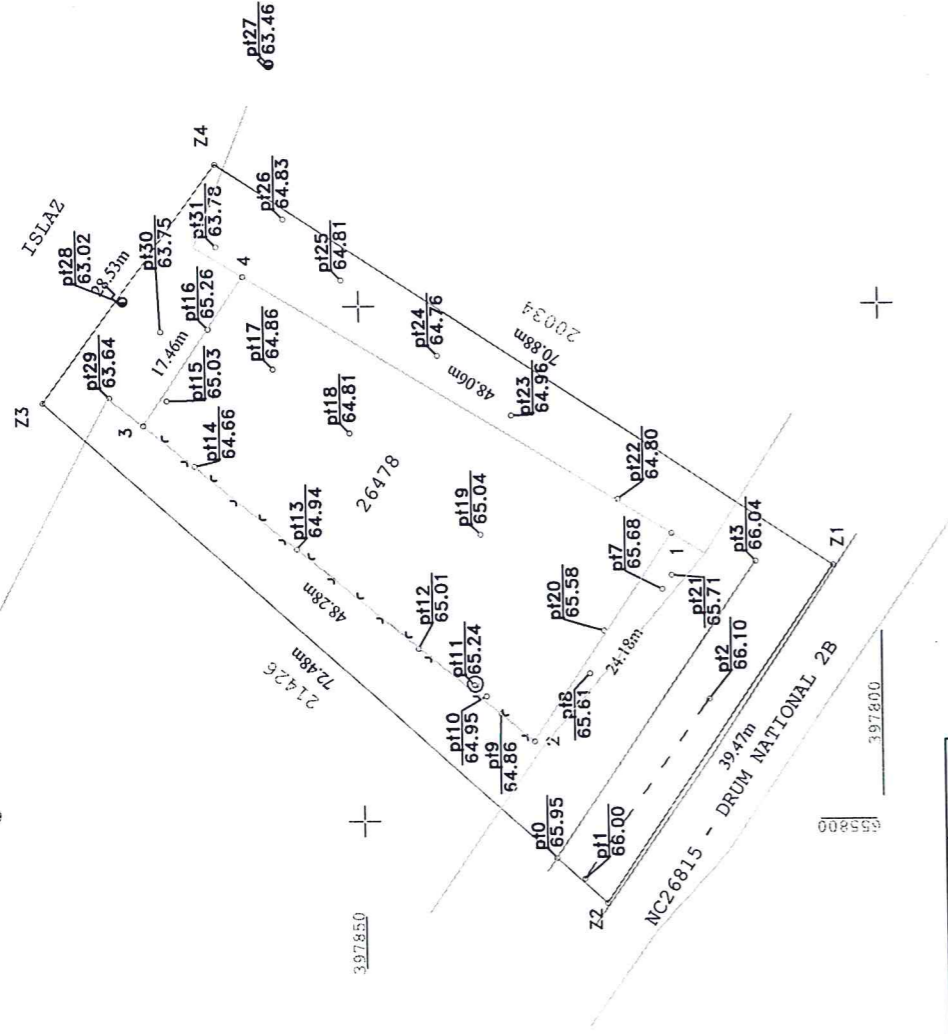 pt27
63.46
Z4
ISLAZ
pt28
63.02
28.53m
pt30
63.75
pt31
63.78
pt26
64.83
4
pt16
65.26
pt25
64.81
17.46m
pt29
63.64
Z3
pt15
65.03
pt17
64.86
pt24
64.76
20034
70.88m
3
pt14
64.66
pt18
64.81
48.06m
pt23
64.96
26478
pt13
64.94
pt19
65.04
pt22
64.80
48.28m
pt12
65.01
pt20
65.58
pt7
65.68
1
pt3
66.04
Z1
21426
72.48m
pt11
65.24
pt10
64.95
pt9
64.86
2
pt8
65.61
24.18m
pt21
65.71
pt2
66.10
pt0
65.95
pt1
66.00
Z2
39.47m
NC26815 - DRUM NATIONAL 2B
397800
655800
397850